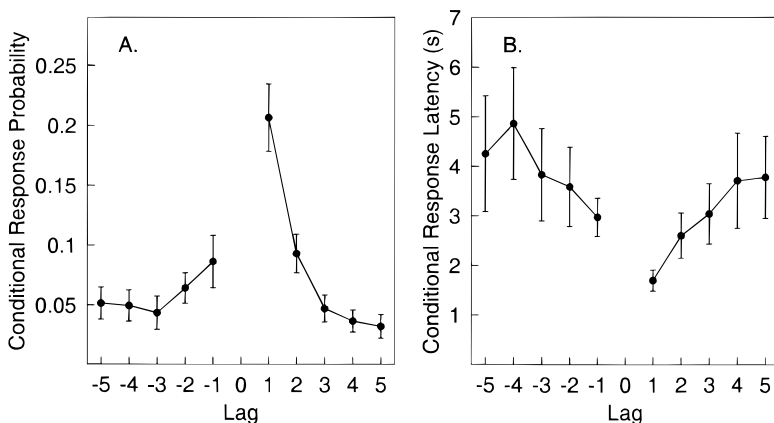 A.
Conditional Response Probability
0.25
0.2
0.15
0.1
0.05
-5 -4 -3 -2 -1 0 1 2 3 4 5
Lag
B.
Conditional Response Latency (s)
7
6
5
4
3
2
1
-5 -4 -3 -2 -1 0 1 2 3 4 5
Lag